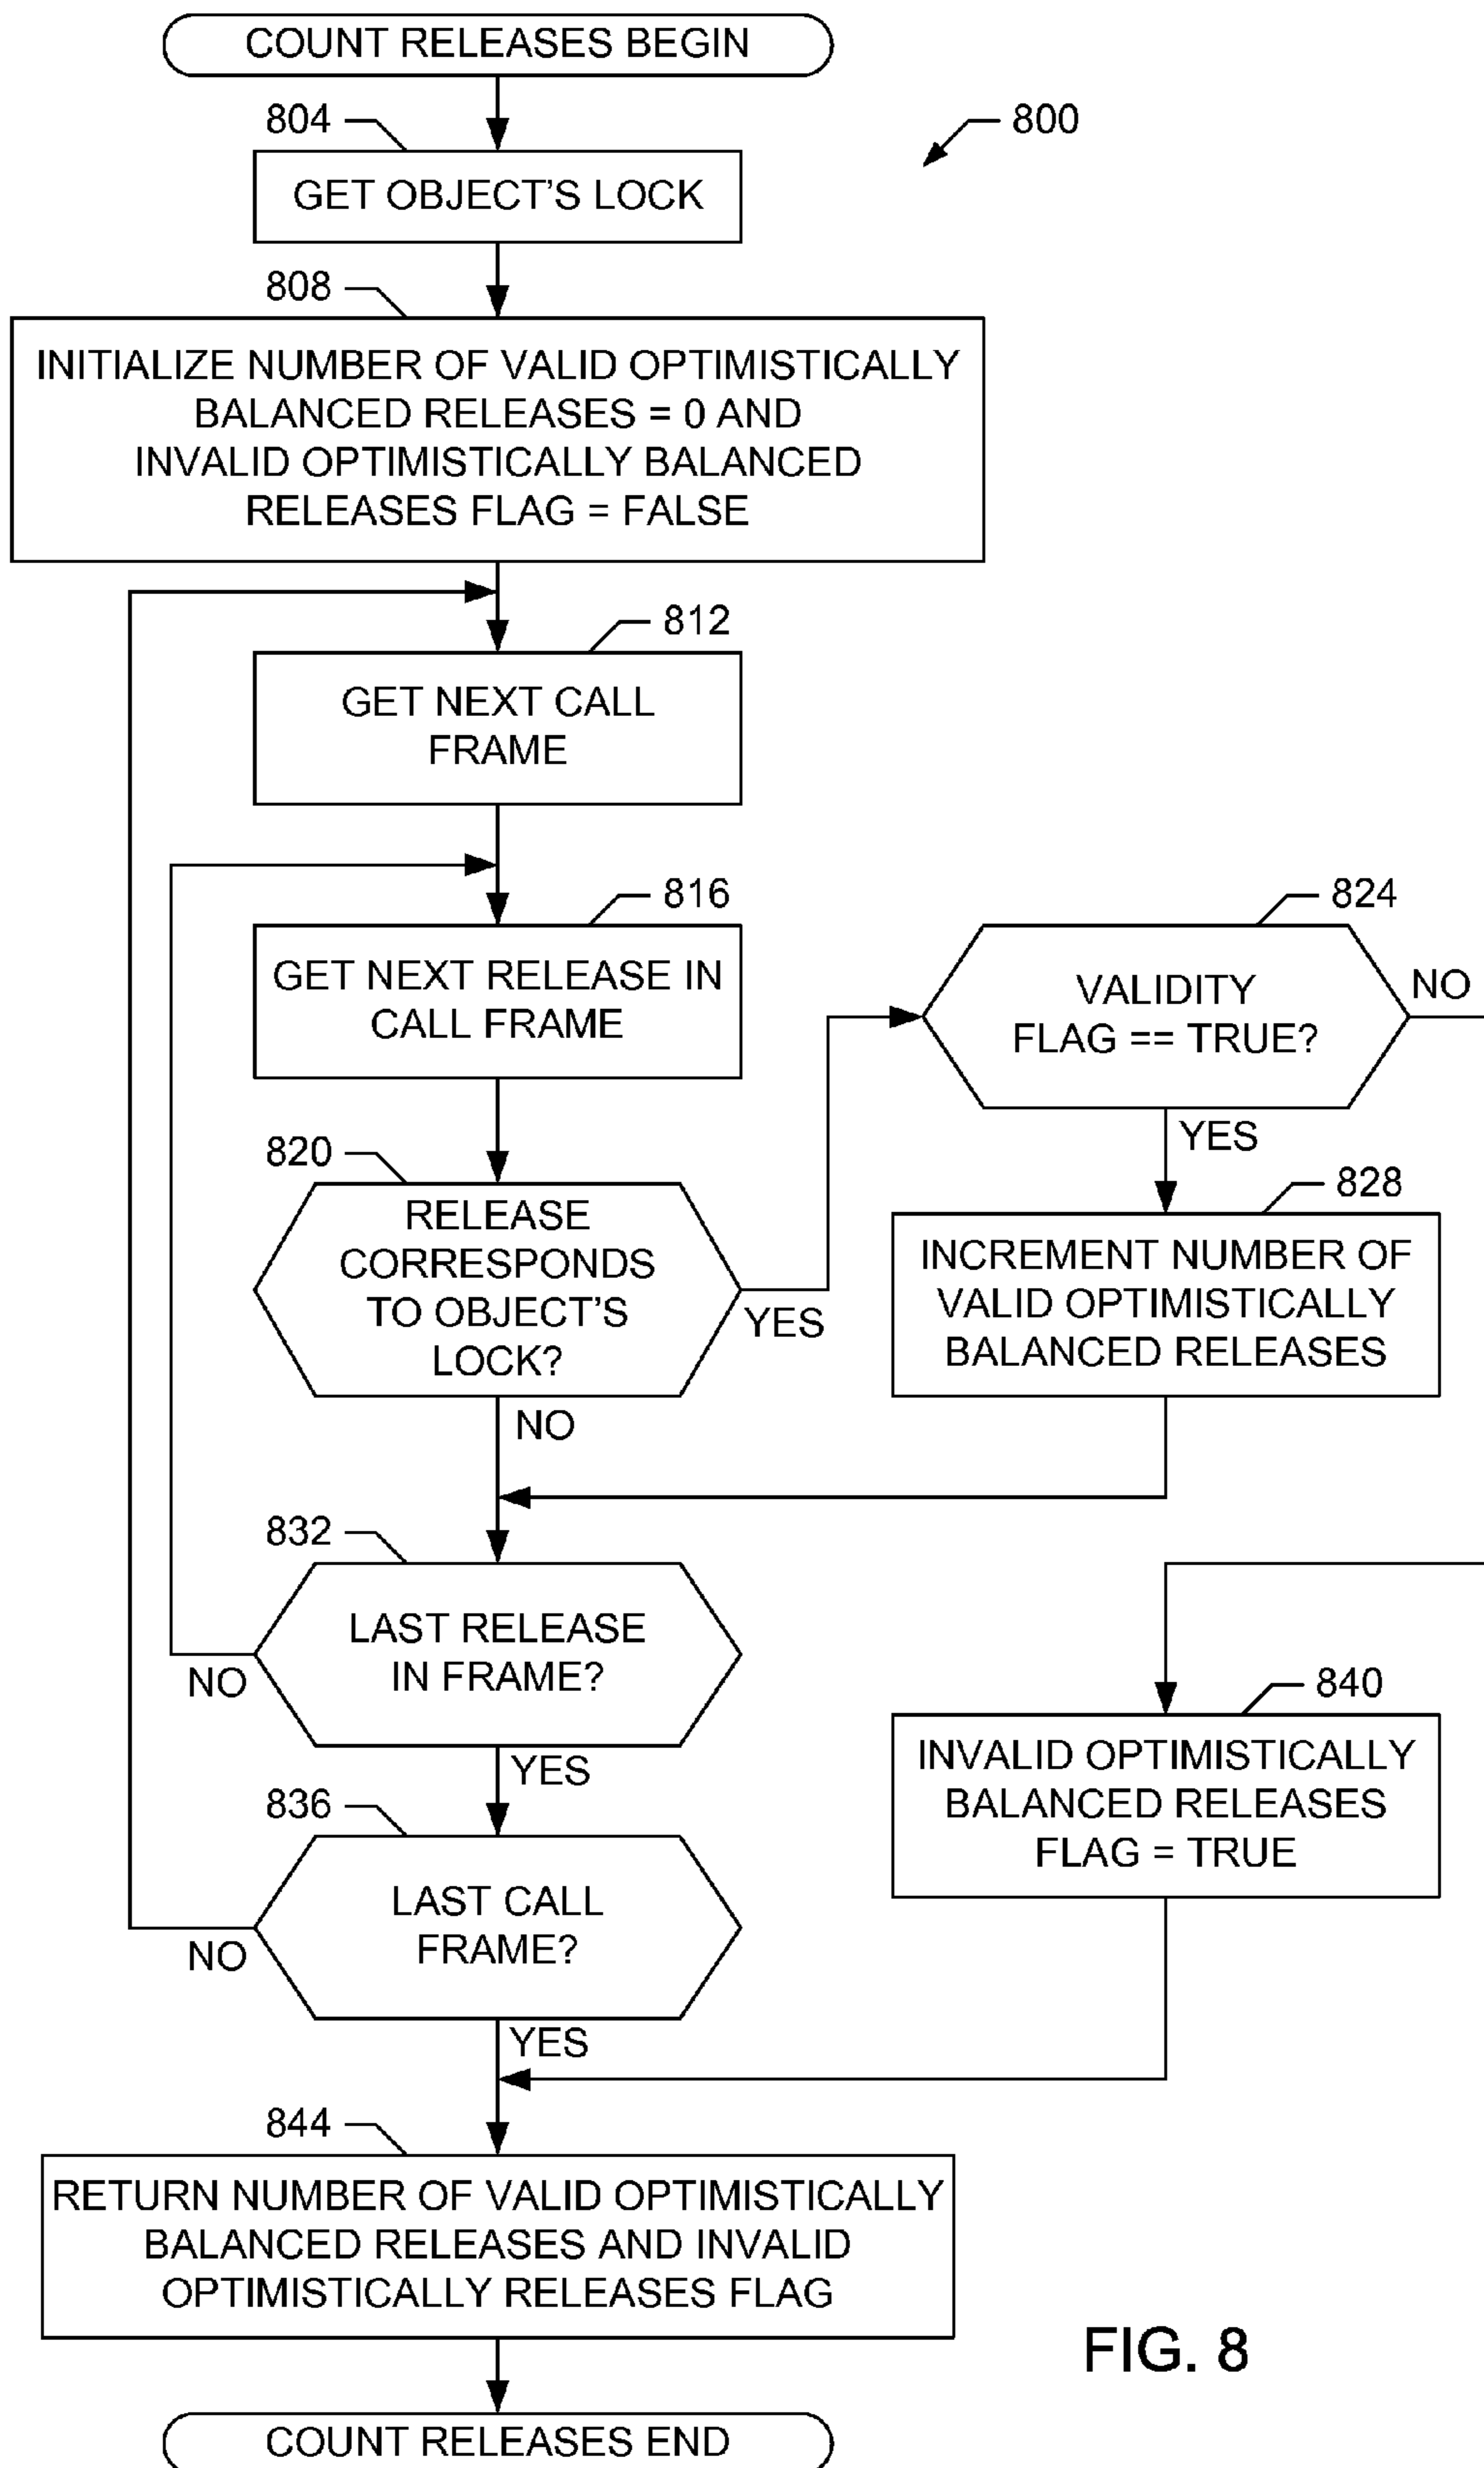 COUNT RELEASES BEGIN
804
800
GET OBJECT'S LOCK
808
INITIALIZE NUMBER OF VALID OPTIMISTICALLY
BALANCED RELEASES = 0 AND
INVALID OPTIMISTICALLY BALANCED
RELEASES FLAG = FALSE
812
GET NEXT CALL
FRAME
816
GET NEXT RELEASE IN
CALL FRAME
824
VALIDITY
FLAG == TRUE?
NO
YES
820
RELEASE
CORRESPONDS
TO OBJECT'S
LOCK?
YES
NO
828
INCREMENT NUMBER OF
VALID OPTIMISTICALLY
BALANCED RELEASES
832
LAST RELEASE
IN FRAME?
NO
YES
840
INVALID OPTIMISTICALLY
BALANCED RELEASES
FLAG = TRUE
836
LAST CALL
FRAME?
NO
YES
844
RETURN NUMBER OF VALID OPTIMISTICALLY
BALANCED RELEASES AND INVALID
OPTIMISTICALLY RELEASES FLAG
FIG. 8
COUNT RELEASES END